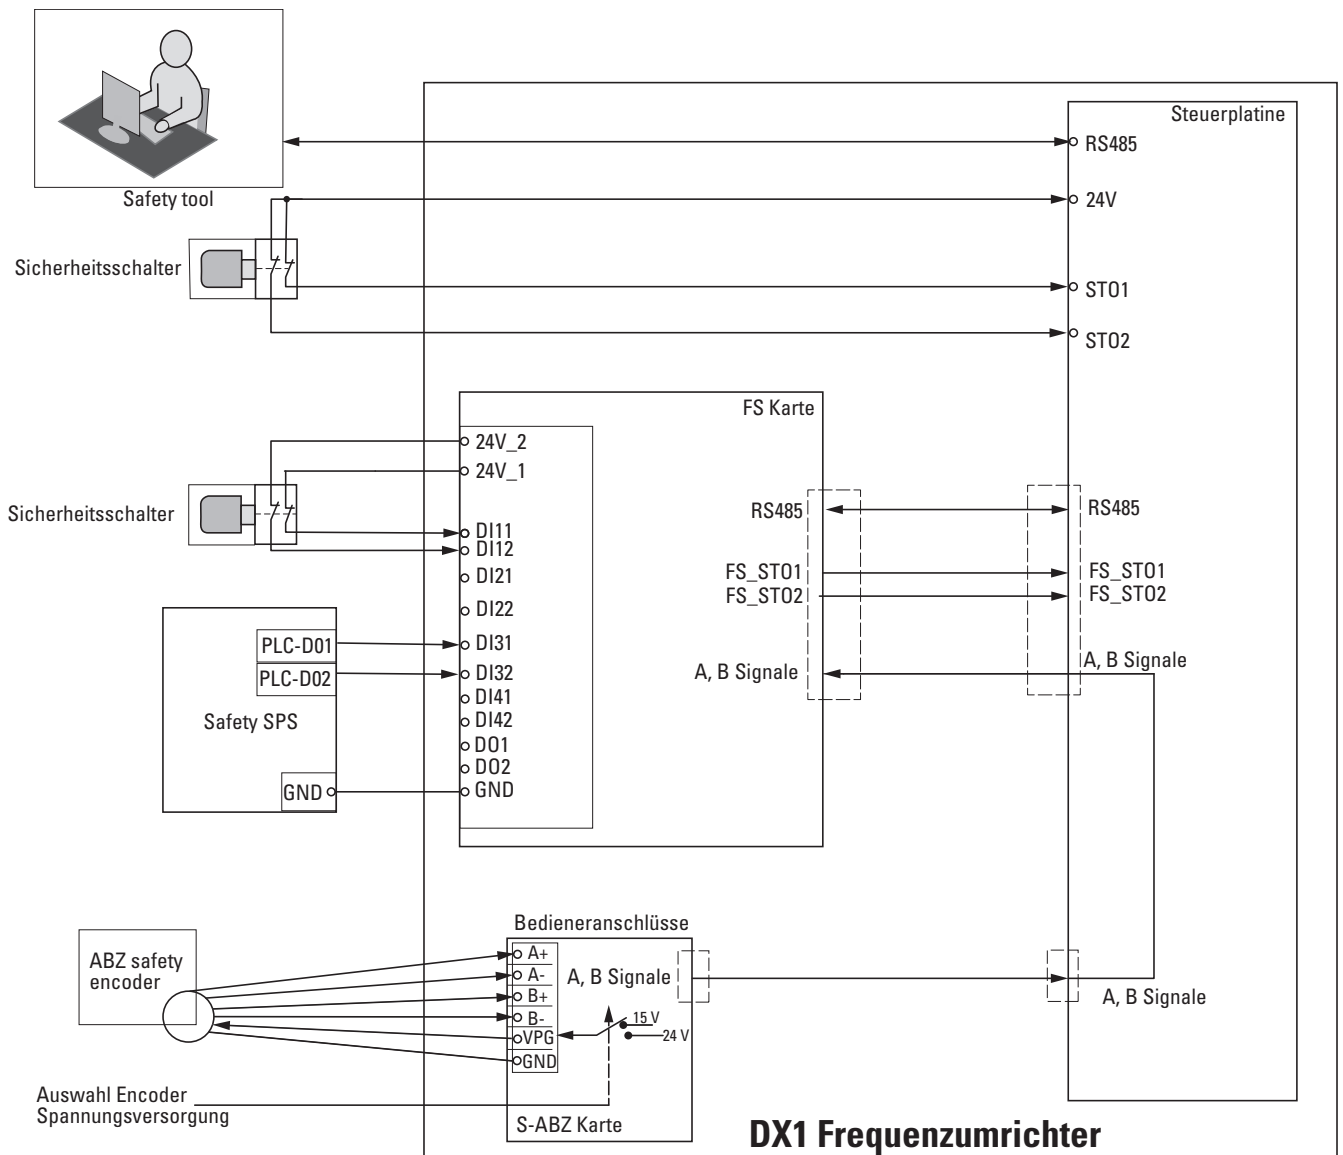 Safety tool
Steuerplatine
RS485
24V
Sicherheitsschalter
STO1
STO2
FS Karte
24V_2
24V_1
Sicherheitsschalter
DI11
DI12
DI21
DI22
DI31
DI32
DI41
DI42
DO1
DO2
GND
RS485
FS_STO1
FS_STO2
A, B Signale
RS485
FS_STO1
FS_STO2
A, B Signale
PLC-D01
PLC-D02
Safety SPS
GND
Bedieneranschlüsse
ABZ safety
encoder
A+
A-
B+
B-
VPG
GND
A, B Signale
15 V
24 V
A, B Signale
Auswahl Encoder
Spannungsversorgung
S-ABZ Karte
DX1 Frequenzumrichter